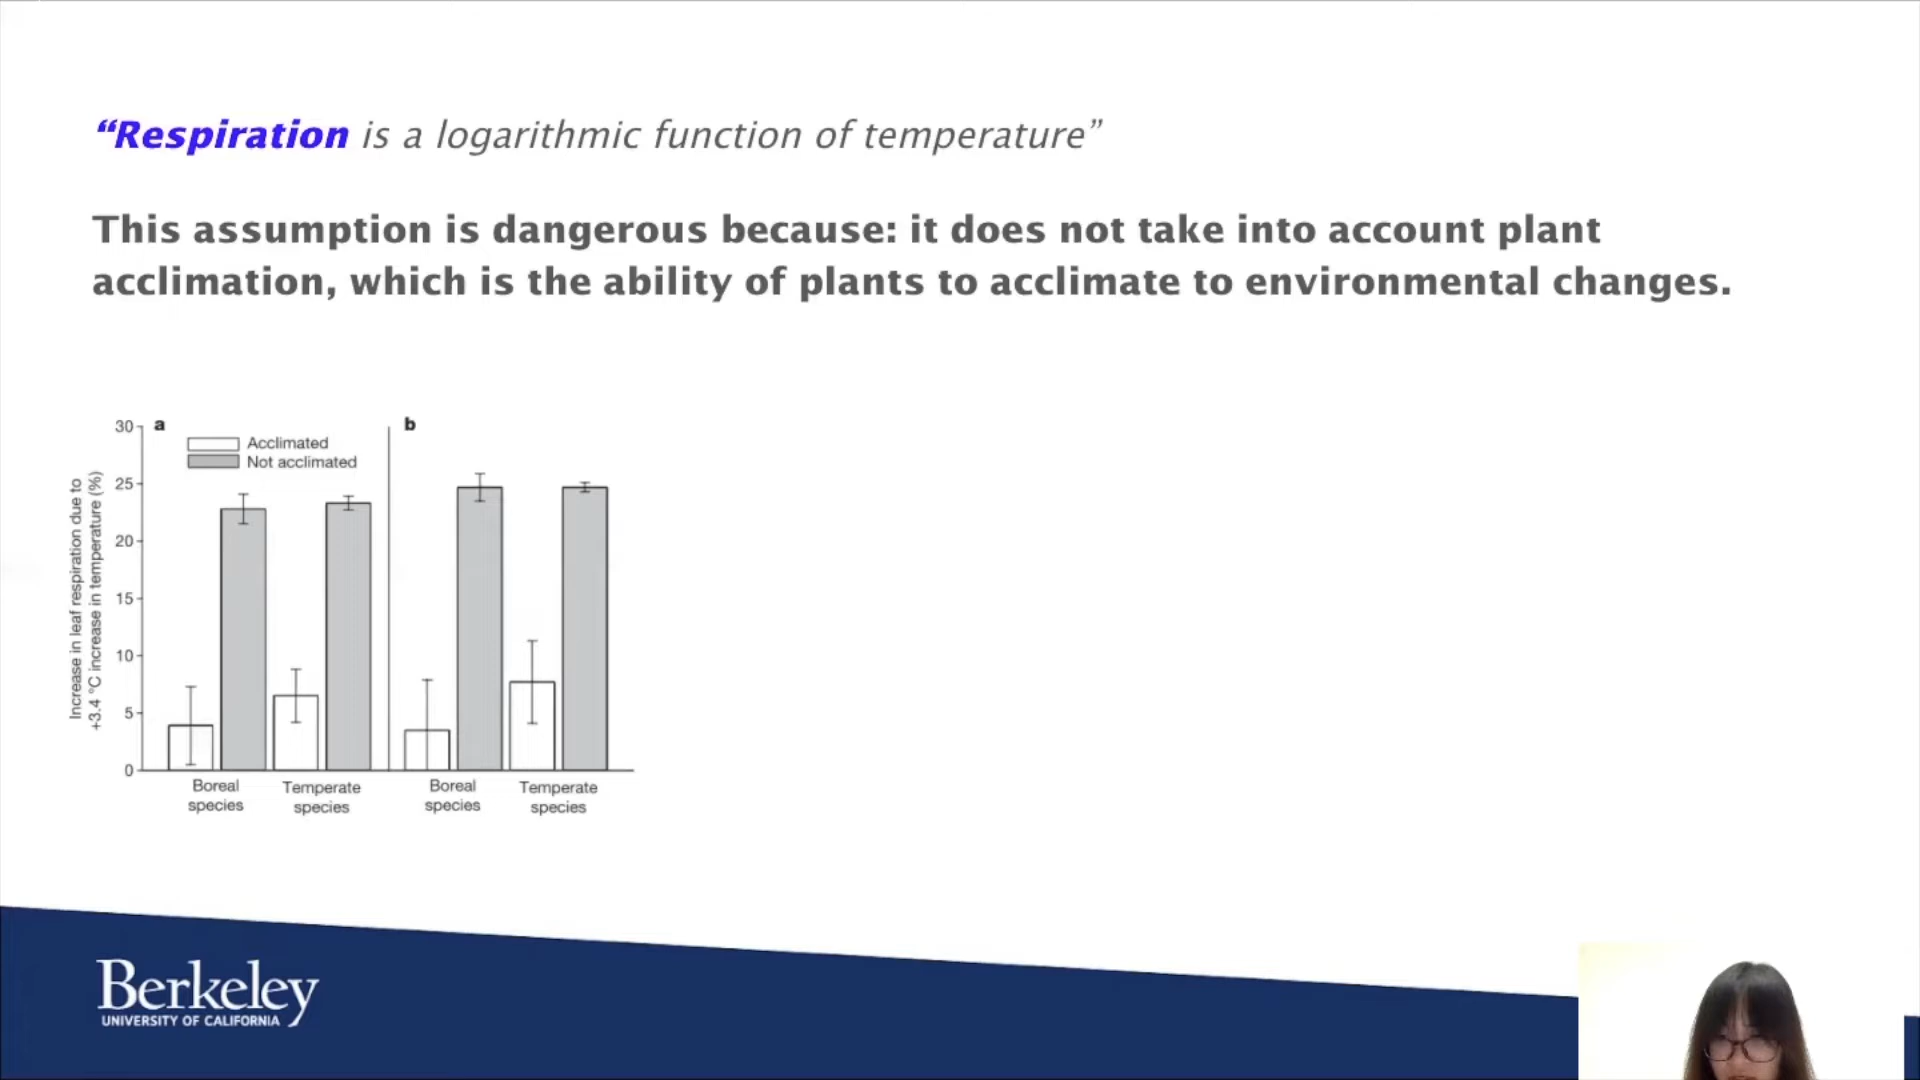 “Respiration is a logarithmic function of temperature”
This assumption is dangerous because: it does not take into account plant
acclimation, which is the ability of plants to acclimate to environmental changes.
Increase in leaf respiration due to
+3.4 °C increase in temperature (%)
30
25
20
15
10
5
0
a
Acclimated
Not acclimated
b
Boreal
species
Temperate
species
Boreal
species
Temperate
species
Berkeley
UNIVERSITY OF CALIFORNIA